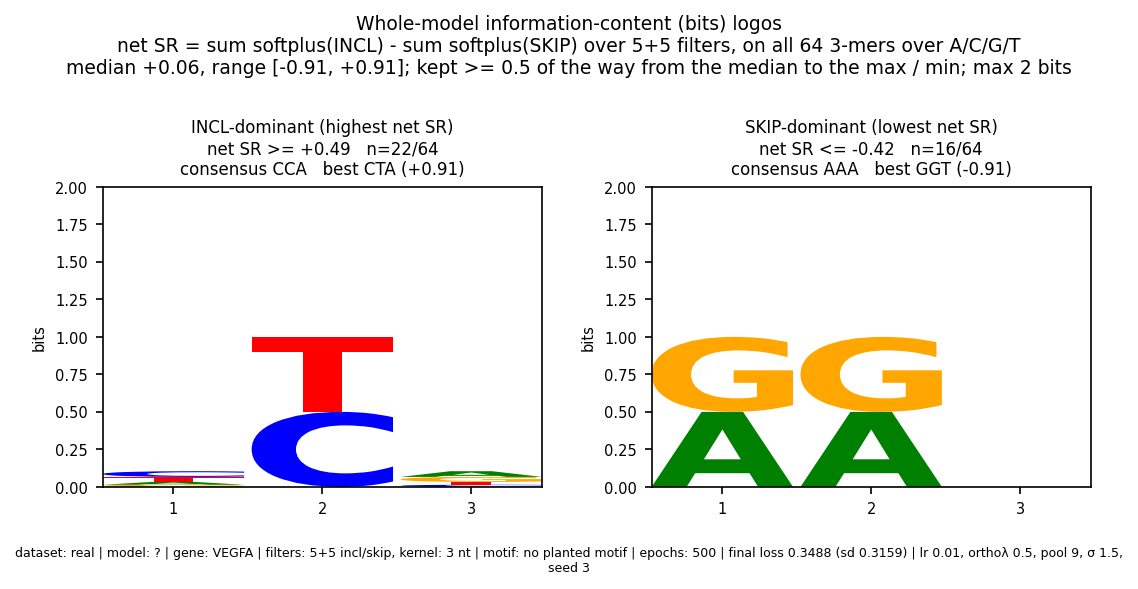 Whole-model information-content (bits) logos
net SR = sum softplus(INCL) - sum softplus(SKIP) over 5+5 filters, on all 64 3-mers over A/C/G/T
median +0.06, range [-0.91, +0.91]; kept >= 0.5 of the way from the median to the max / min; max 2 bits
INCL-dominant (highest net SR)
net SR >= +0.49   n=22/64
consensus CCA   best CTA (+0.91)
2.00
1.75
1.50
1.25
1.00
0.75
0.50
0.25
0.00
bits
T
C
C
T
A
A
G
T
C
1
2
3
SKIP-dominant (lowest net SR)
net SR <= -0.42   n=16/64
consensus AAA   best GGT (-0.91)
2.00
1.75
1.50
1.25
1.00
0.75
0.50
0.25
0.00
bits
GG
AA
1
2
3
dataset: real | model: ? | gene: VEGFA | filters: 5+5 incl/skip, kernel: 3 nt | motif: no planted motif | epochs: 500 | final loss 0.3488 (sd 0.3159) | lr 0.01, orthoλ 0.5, pool 9, σ 1.5,
seed 3